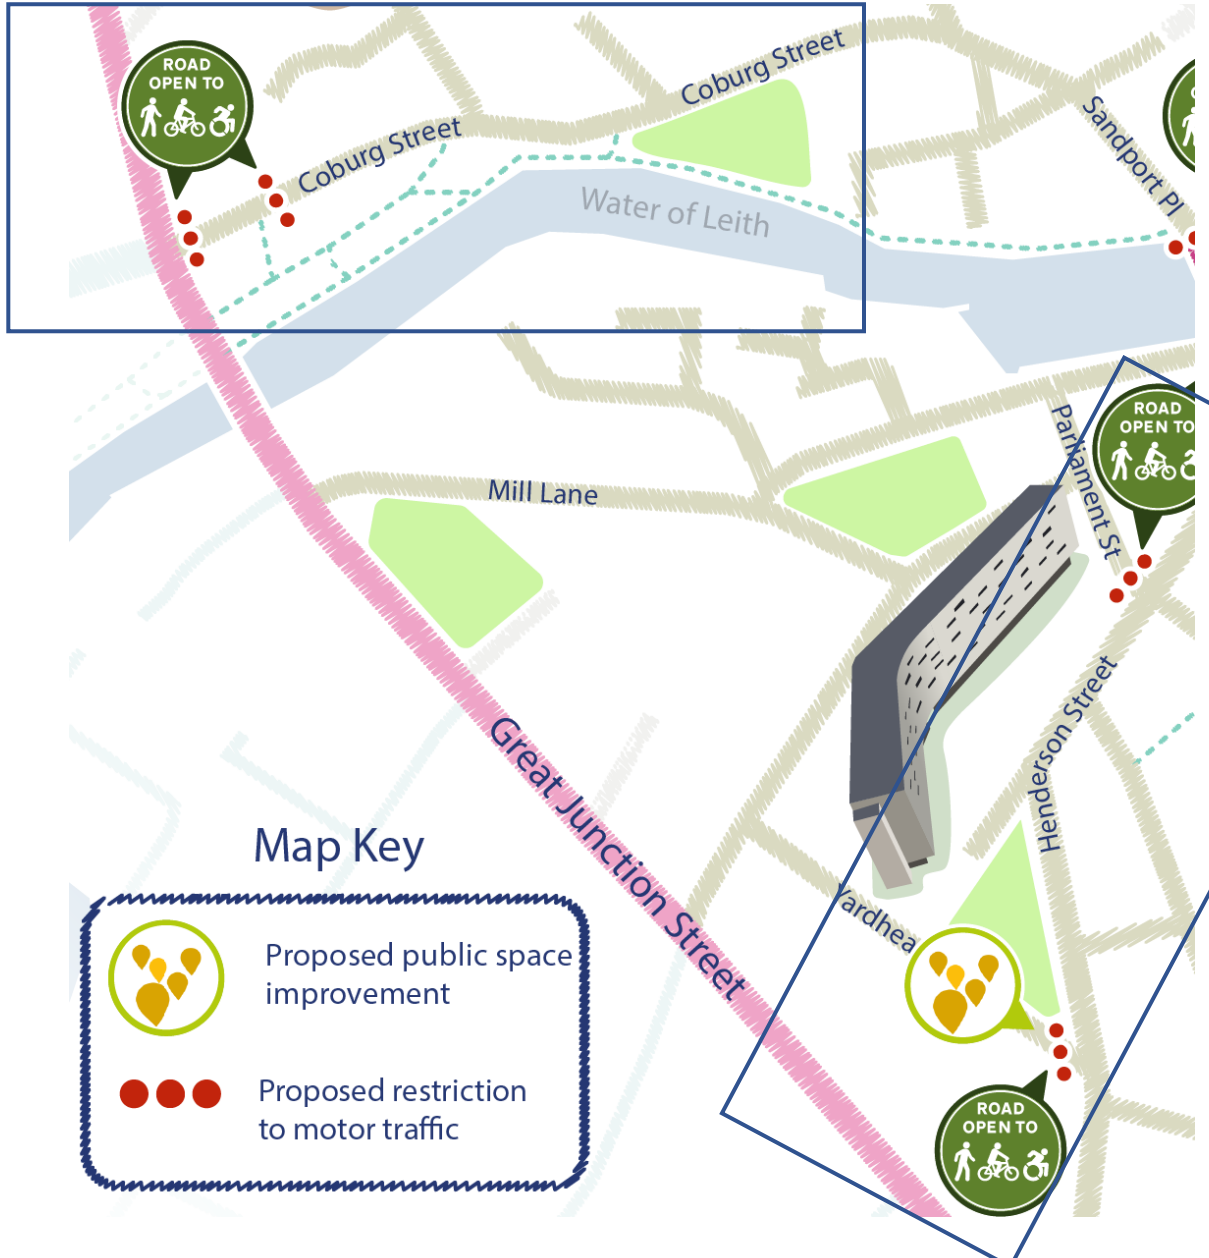 ROAD
OPEN TO
Coburg Street
Coburg Street
Sandport Pl
Water of Leith
ROAD
OPEN TO
Parliament St
Mill Lane
Henderson Street
Great Junction Street
Map Key
Yardhea
Proposed public space
improvement
Proposed restriction
to motor traffic
ROAD
OPEN TO